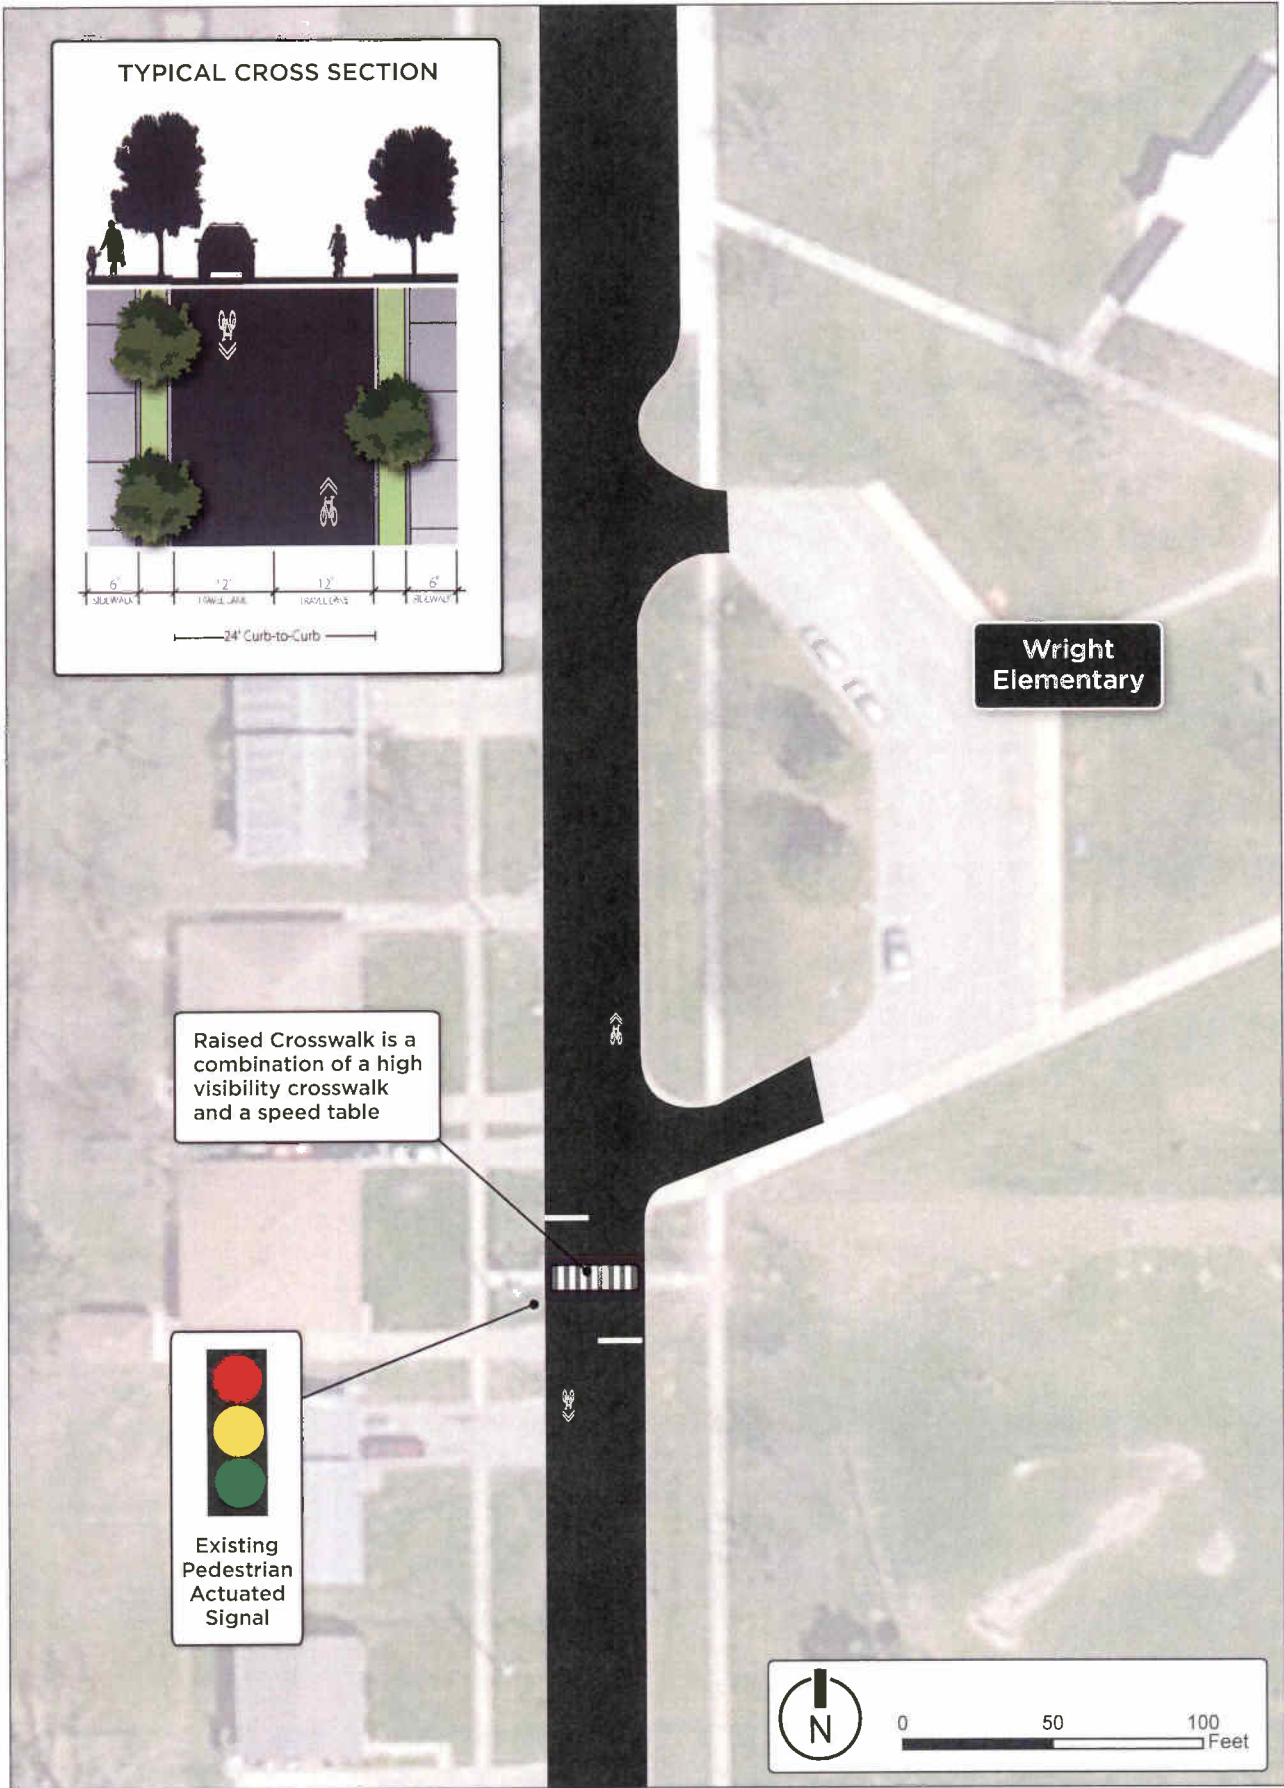 TYPICAL CROSS SECTION
6'
12'
12'
6'
SIDEWALK
TRAVEL LANE
TRAVEL LANE
SIDEWALK
24' Curb-to-Curb
Wright
Elementary
Raised Crosswalk is a
combination of a high
visibility crosswalk
and a speed table
Existing
Pedestrian
Actuated
Signal
N
0 50 100
Feet